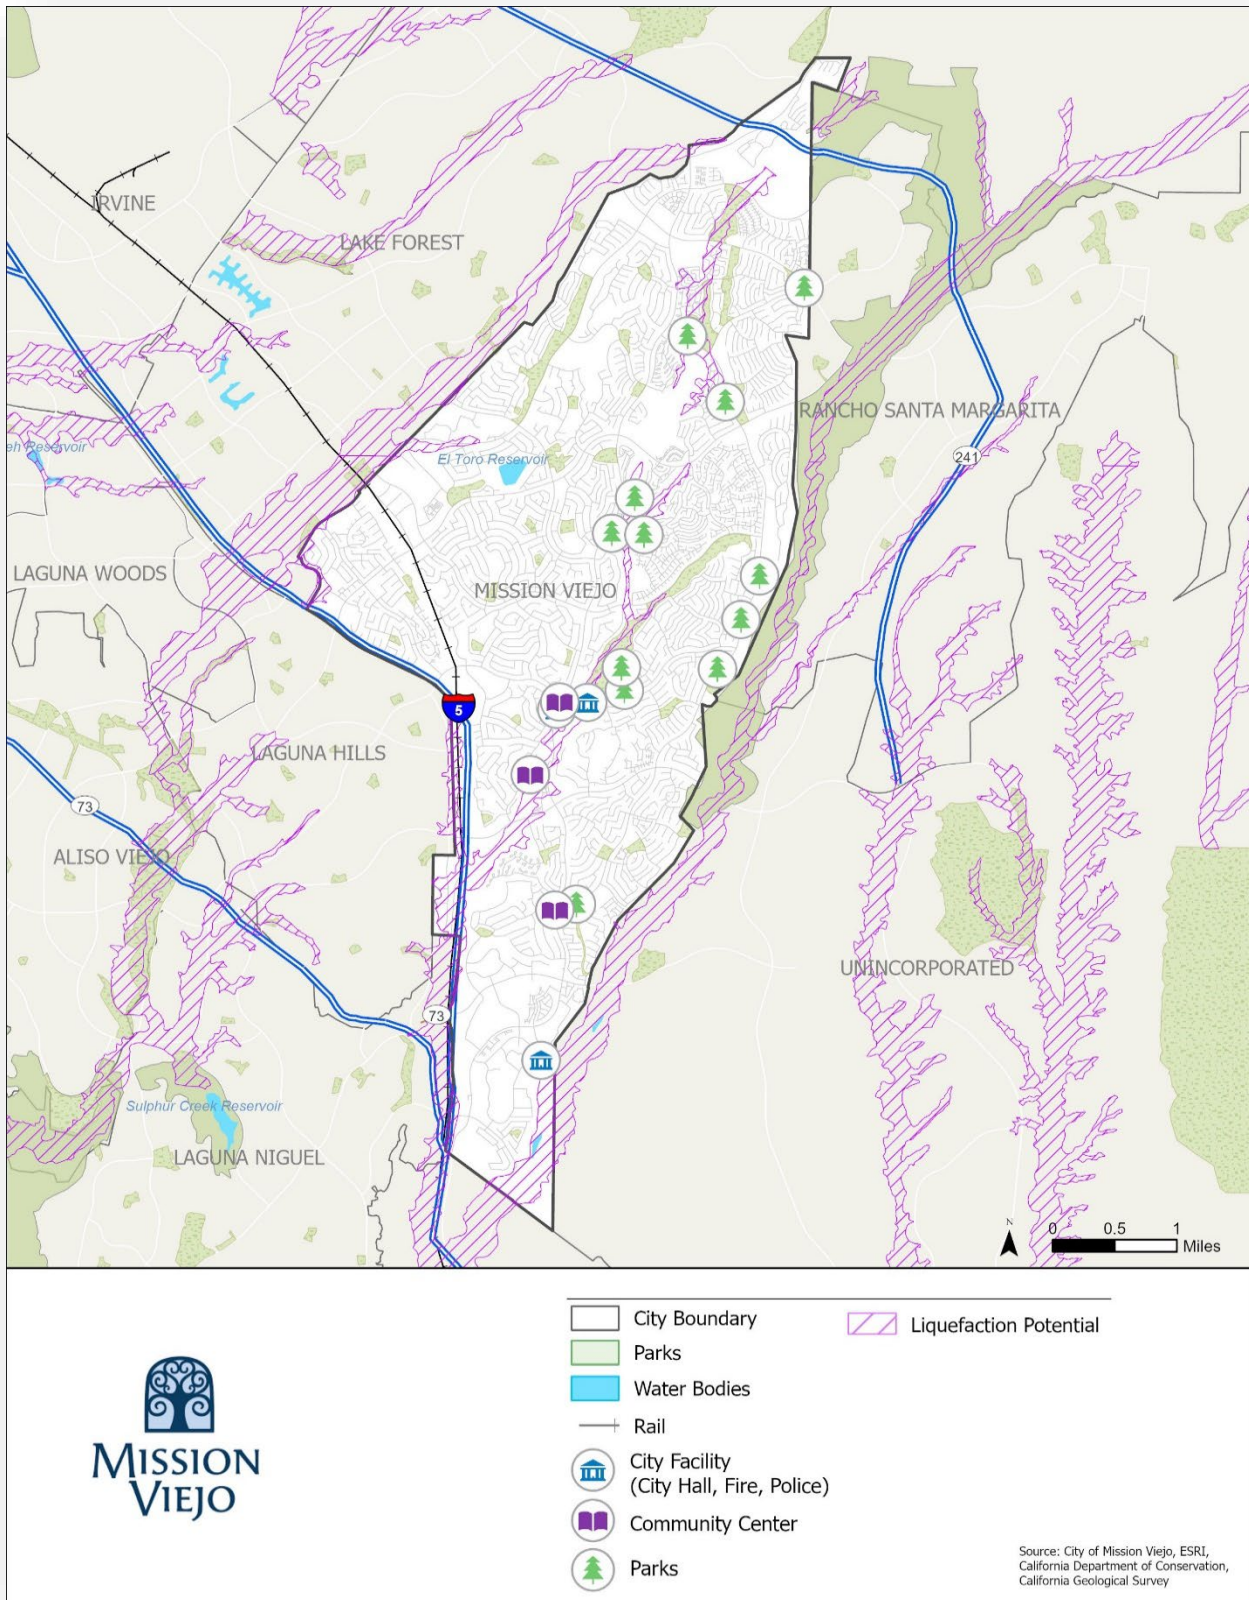 IRVINE
LAKE FOREST
El Toro Reservoir
Reservoir
RANCHO SANTA MARGARITA
241
LAGUNA WOODS
MISSION VIEJO
5
LAGUNA HILLS
73
ALISO VIEJO
UNINCORPORATED
73
Sulphur Creek Reservoir
LAGUNA NIGUEL
N
0 0.5 1
Miles
City Boundary
Liquefaction Potential
Parks
Water Bodies
Rail
City Facility
(City Hall, Fire, Police)
Community Center
Parks
MISSION
VIEJO
Source: City of Mission Viejo, ESRI,
California Department of Conservation,
California Geological Survey